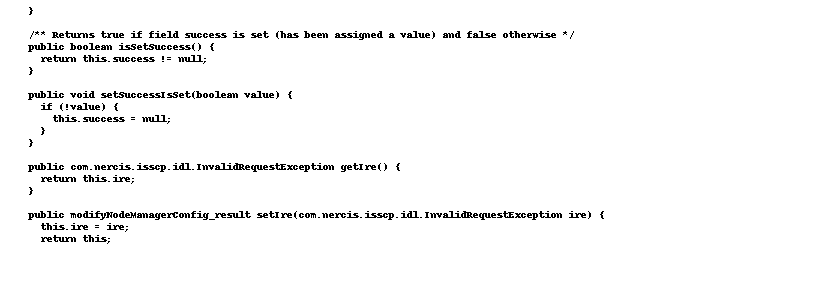 }
/** Returns true if field success is set (has been assigned a value) and false otherwise */
public boolean isSetSuccess() {
return this.success != null;
}
public void setSuccessIsSet(boolean value) {
if (!value) {
this.success = null;
}
}
public com.nercis.isscp.idl.InvalidRequestException getIre() {
return this.ire;
}
public modifyNodeManagerConfig_result setIre(com.nercis.isscp.idl.InvalidRequestException ire) {
this.ire = ire;
return this;